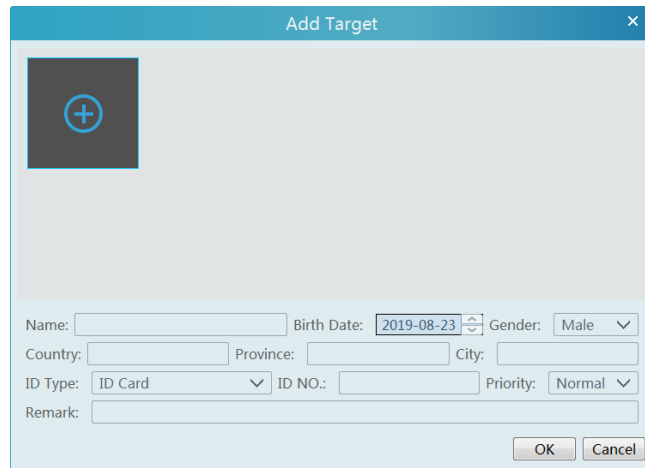 Add Target
Name: Birth Date: 2019-08-23 Gender: Male
Country: Province: City:
ID Type: ID Card ID NO.: Priority: Normal
Remark:
OK Cancel